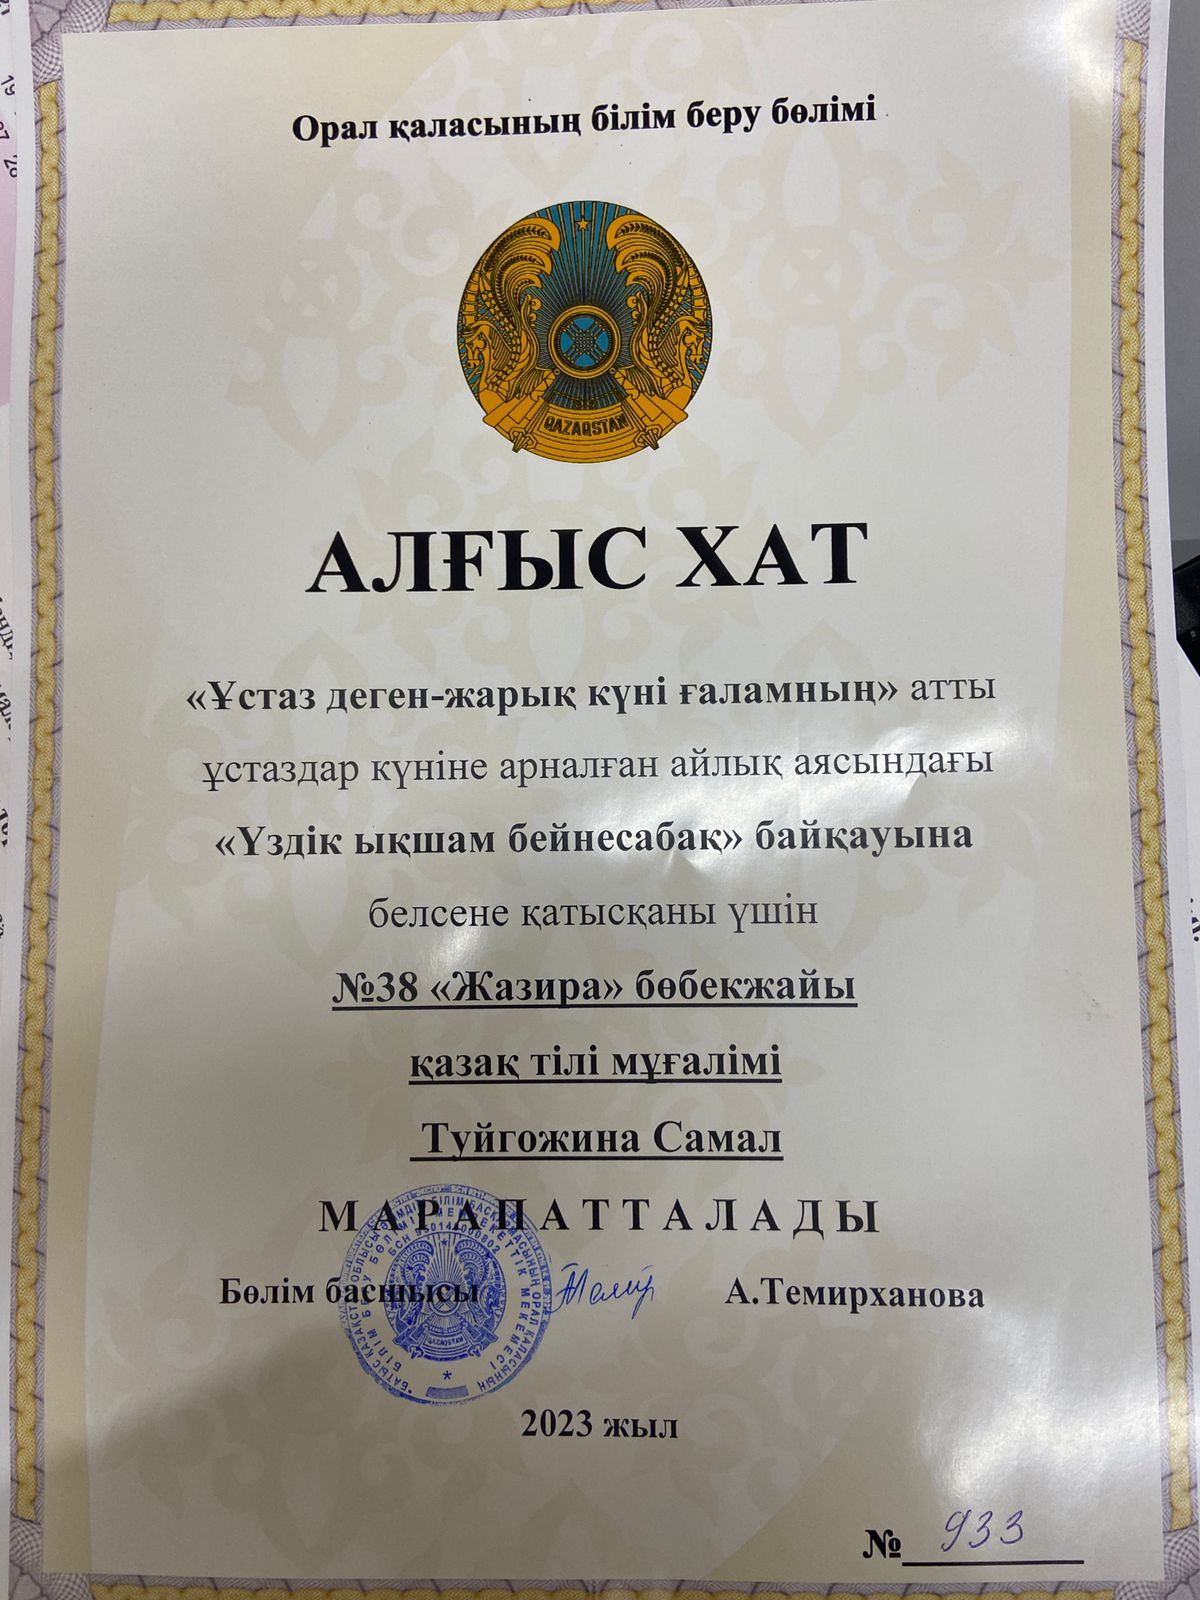 Орал қаласының білім беру бөлімі
QAZAQSTAN
АЛҒЫС ХАТ
«Ұстаз деген-жарық күні ғаламның» атты
ұстаздар күніне арналған айлық аясындағы
«Үздік ықшам бейнесабақ» байқауына
белсене қатысқаны үшін
№38 «Жазира» бөбекжайы
қазақ тілі мұғалімі
Туйгожина Самал
МАРАПАТТАЛАДЫ
Бөлім басшысы А.Темирханова
QAZAQSTAN
2023 жыл
№ 933